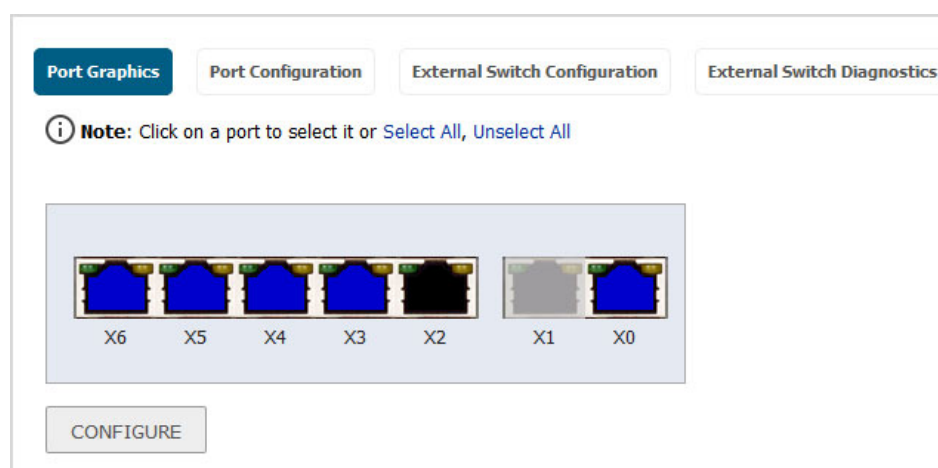 Port Graphics Port Configuration External Switch Configuration External Switch Diagnostics
Note: Click on a port to select it or Select All, Unselect All
X6 X5 X4 X3 X2 X1 X0
CONFIGURE